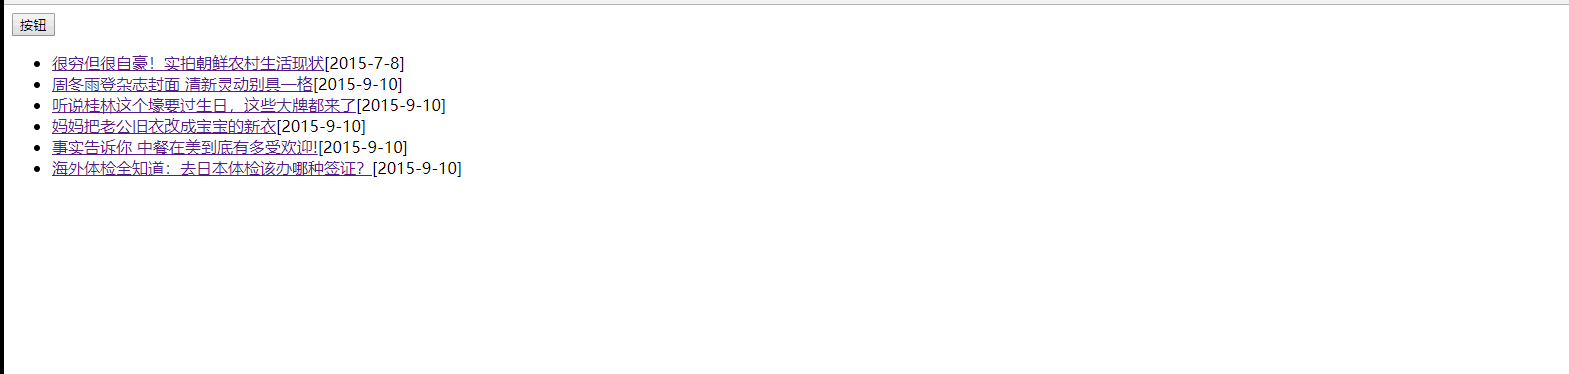 按钮
很穷但很自豪！实拍朝鲜农村生活现状[2015-7-8]
周冬雨登杂志封面 清新灵动别具一格[2015-9-10]
听说桂林这个壕要过生日，这些大牌都来了[2015-9-10]
妈妈把老公旧衣改成宝宝的新衣[2015-9-10]
事实告诉你 中餐在美到底有多受欢迎![2015-9-10]
海外体检全知道：去日本体检该办哪种签证？[2015-9-10]